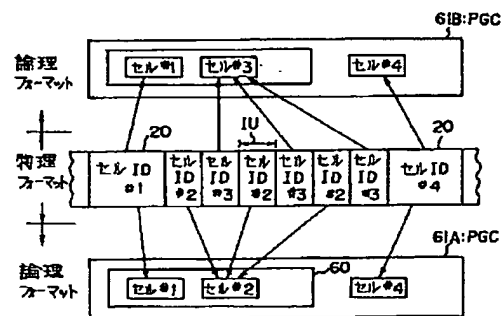 61B:PGC
論理
フォーマット
セル#1 セル#3 セル#4
20 IU 20
物理
フォーマット
セルID #1
セル ID #2
セル ID #3
セル ID #2
セル ID #3
セル ID #2
セル ID #3
セルID #4
61A:PGC
論理
フォーマット
60
セル#1 セル#2 セル#4